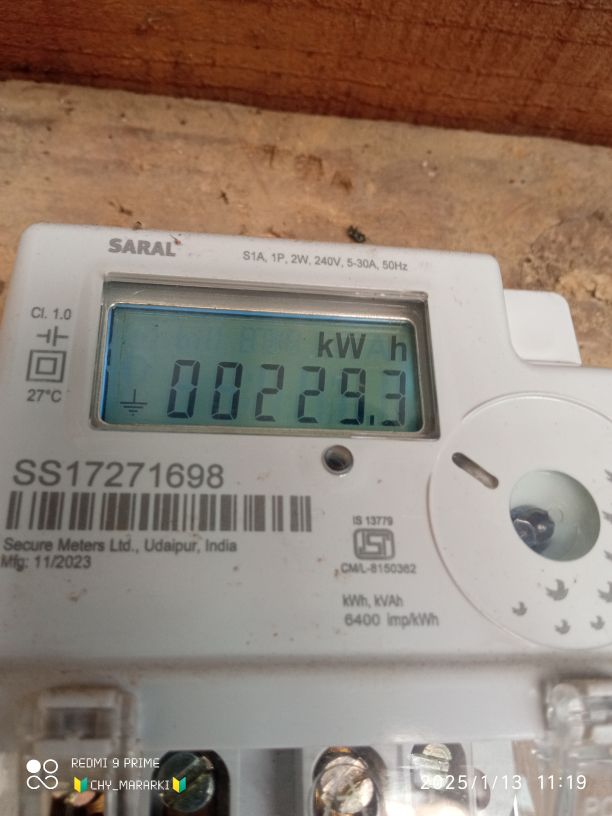 SARAL
S1A, 1P, 2W, 240V, 5-30A, 50Hz
Cl. 1.0
27°C
kW h
00229.3
SS17271698
Secure Meters Ltd., Udaipur, India
Mfg: 11/2023
IS 13779
CM/L-8150362
kWh, kVAh
6400 imp/kWh
REDMI 9 PRIME
🔰CHY_MARARKI🔰
2025/1/13 11:19